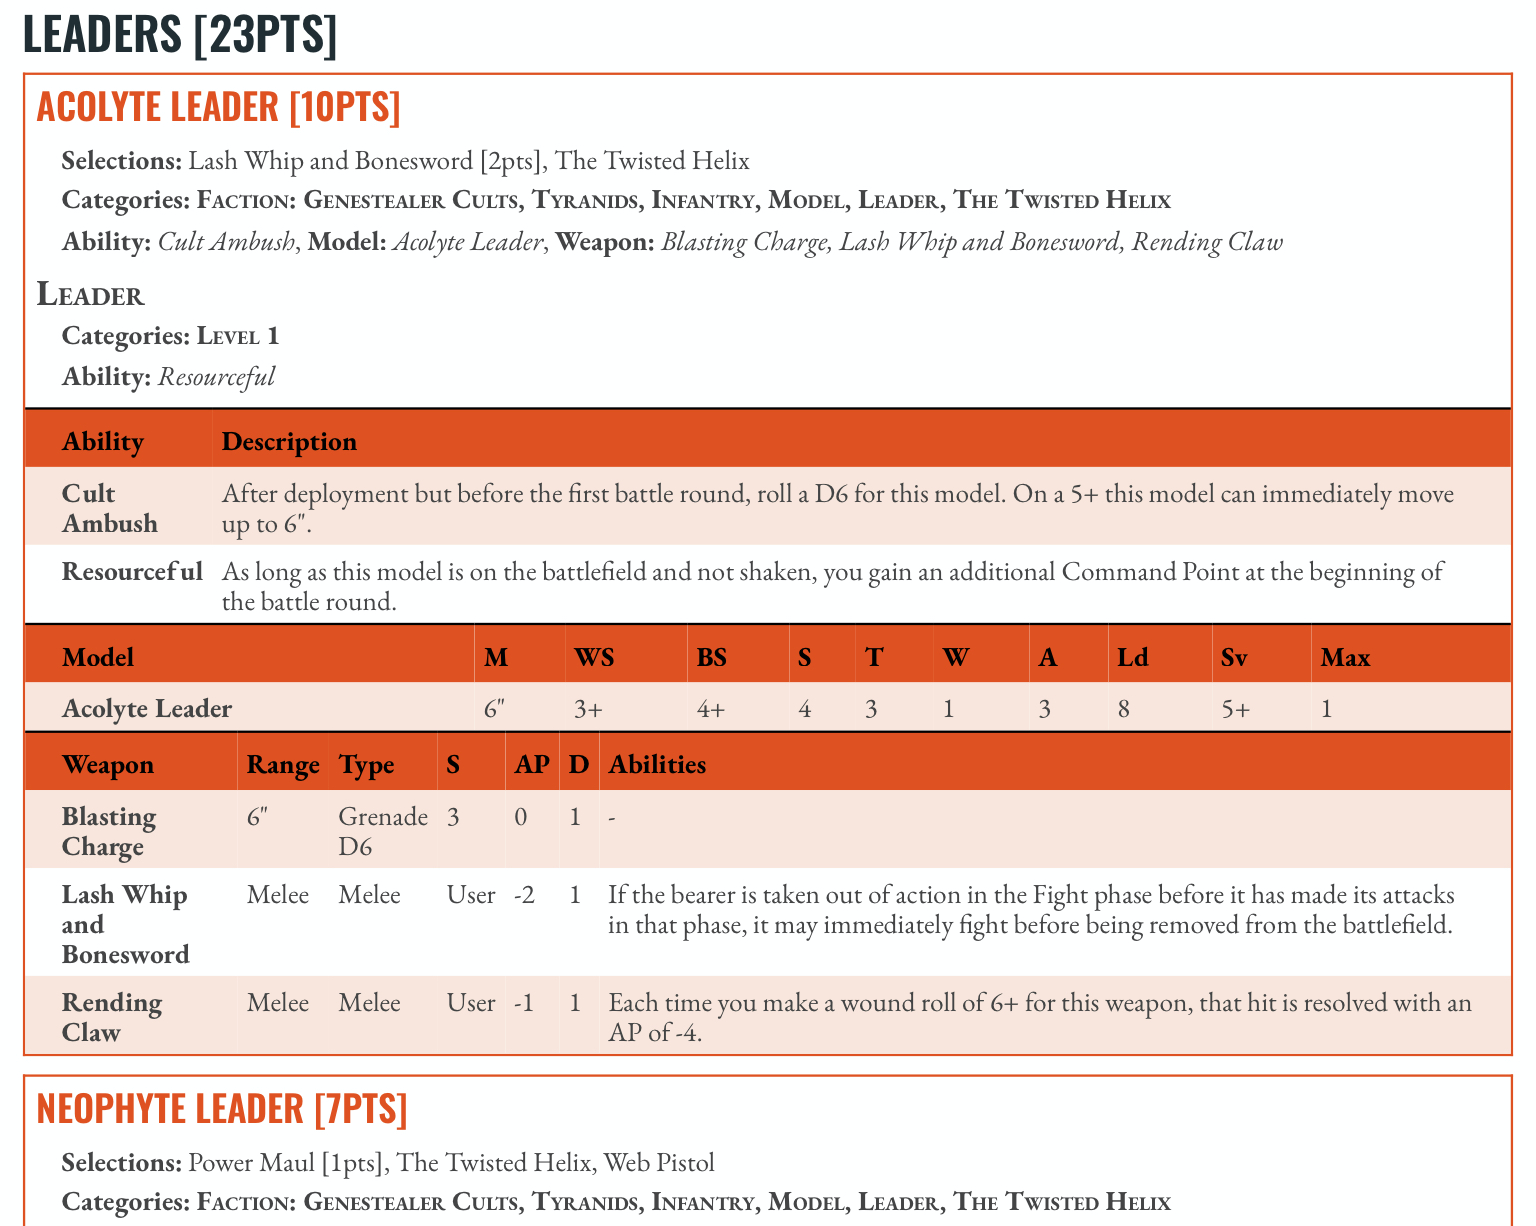 LEADERS [23PTS]
ACOLYTE LEADER [10PTS]
Selections: Lash Whip and Bonesword [2pts], The Twisted Helix
Categories: FACTION: GENESTEALER CULTS, TYRANIDS, INFANTRY, MODEL, LEADER, THE TWISTED HELIX
Ability: Cult Ambush, Model: Acolyte Leader, Weapon: Blasting Charge, Lash Whip and Bonesword, Rending Claw
LEADER
Categories: LEVEL 1
Ability: Resourceful
Ability Description
Cult Ambush After deployment but before the first battle round, roll a D6 for this model. On a 5+ this model can immediately move
up to 6".
Resourceful As long as this model is on the battlefield and not shaken, you gain an additional Command Point at the beginning of
the battle round.
Model M WS BS S T W A Ld Sv Max
Acolyte Leader 6" 3+ 4+ 4 3 1 3 8 5+ 1
Weapon Range Type S AP D Abilities
Blasting Charge 6" Grenade D6 3 0 1 -
Lash Whip and Bonesword Melee Melee User -2 1 If the bearer is taken out of action in the Fight phase before it has made its attacks
in that phase, it may immediately fight before being removed from the battlefield.
Rending Claw Melee Melee User -1 1 Each time you make a wound roll of 6+ for this weapon, that hit is resolved with an
AP of -4.
NEOPHYTE LEADER [7PTS]
Selections: Power Maul [1pts], The Twisted Helix, Web Pistol
Categories: FACTION: GENESTEALER CULTS, TYRANIDS, INFANTRY, MODEL, LEADER, THE TWISTED HELIX